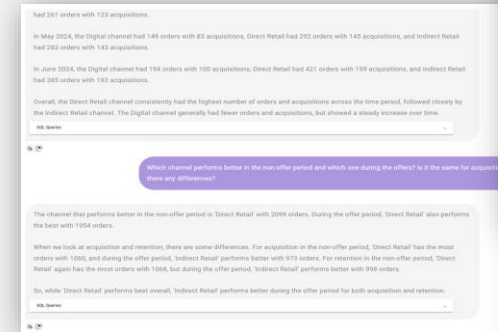 had 261 orders with 123 acquisitions.
In May 2024, the Digital channel had 149 orders with 83 acquisitions, Direct Retail had 292 orders with 145 acquisitions, and Indirect Retail
had 283 orders with 143 acquisitions.
In June 2024, the Digital channel had 194 orders with 100 acquisitions, Direct Retail had 421 orders with 199 acquisitions, and Indirect Retail
had 385 orders with 192 acquisitions.
Overall, the Direct Retail channel consistently had the highest number of orders and acquisitions across the time period, followed closely by
the Indirect Retail channel. The Digital channel generally had fewer orders and acquisitions, but showed a steady increase over time.
SQL Queries
Which channel performs better in the non-offer period and which one during the offers? Is it the same for acquisiti
there any differences?
The channel that performs better in the non-offer period is 'Direct Retail' with 2099 orders. During the offer period, 'Direct Retail' also performs
the best with 1954 orders.
When we look at acquisition and retention, there are some differences. For acquisition in the non-offer period, 'Direct Retail' has the most
orders with 1060, and during the offer period, 'Indirect Retail' performs better with 973 orders. For retention in the non-offer period, 'Direct
Retail' again has the most orders with 1068, but during the offer period, 'Indirect Retail' performs better with 998 orders.
So, while 'Direct Retail' performs best overall, 'Indirect Retail' performs better during the offer period for both acquisition and retention.
SQL Queries